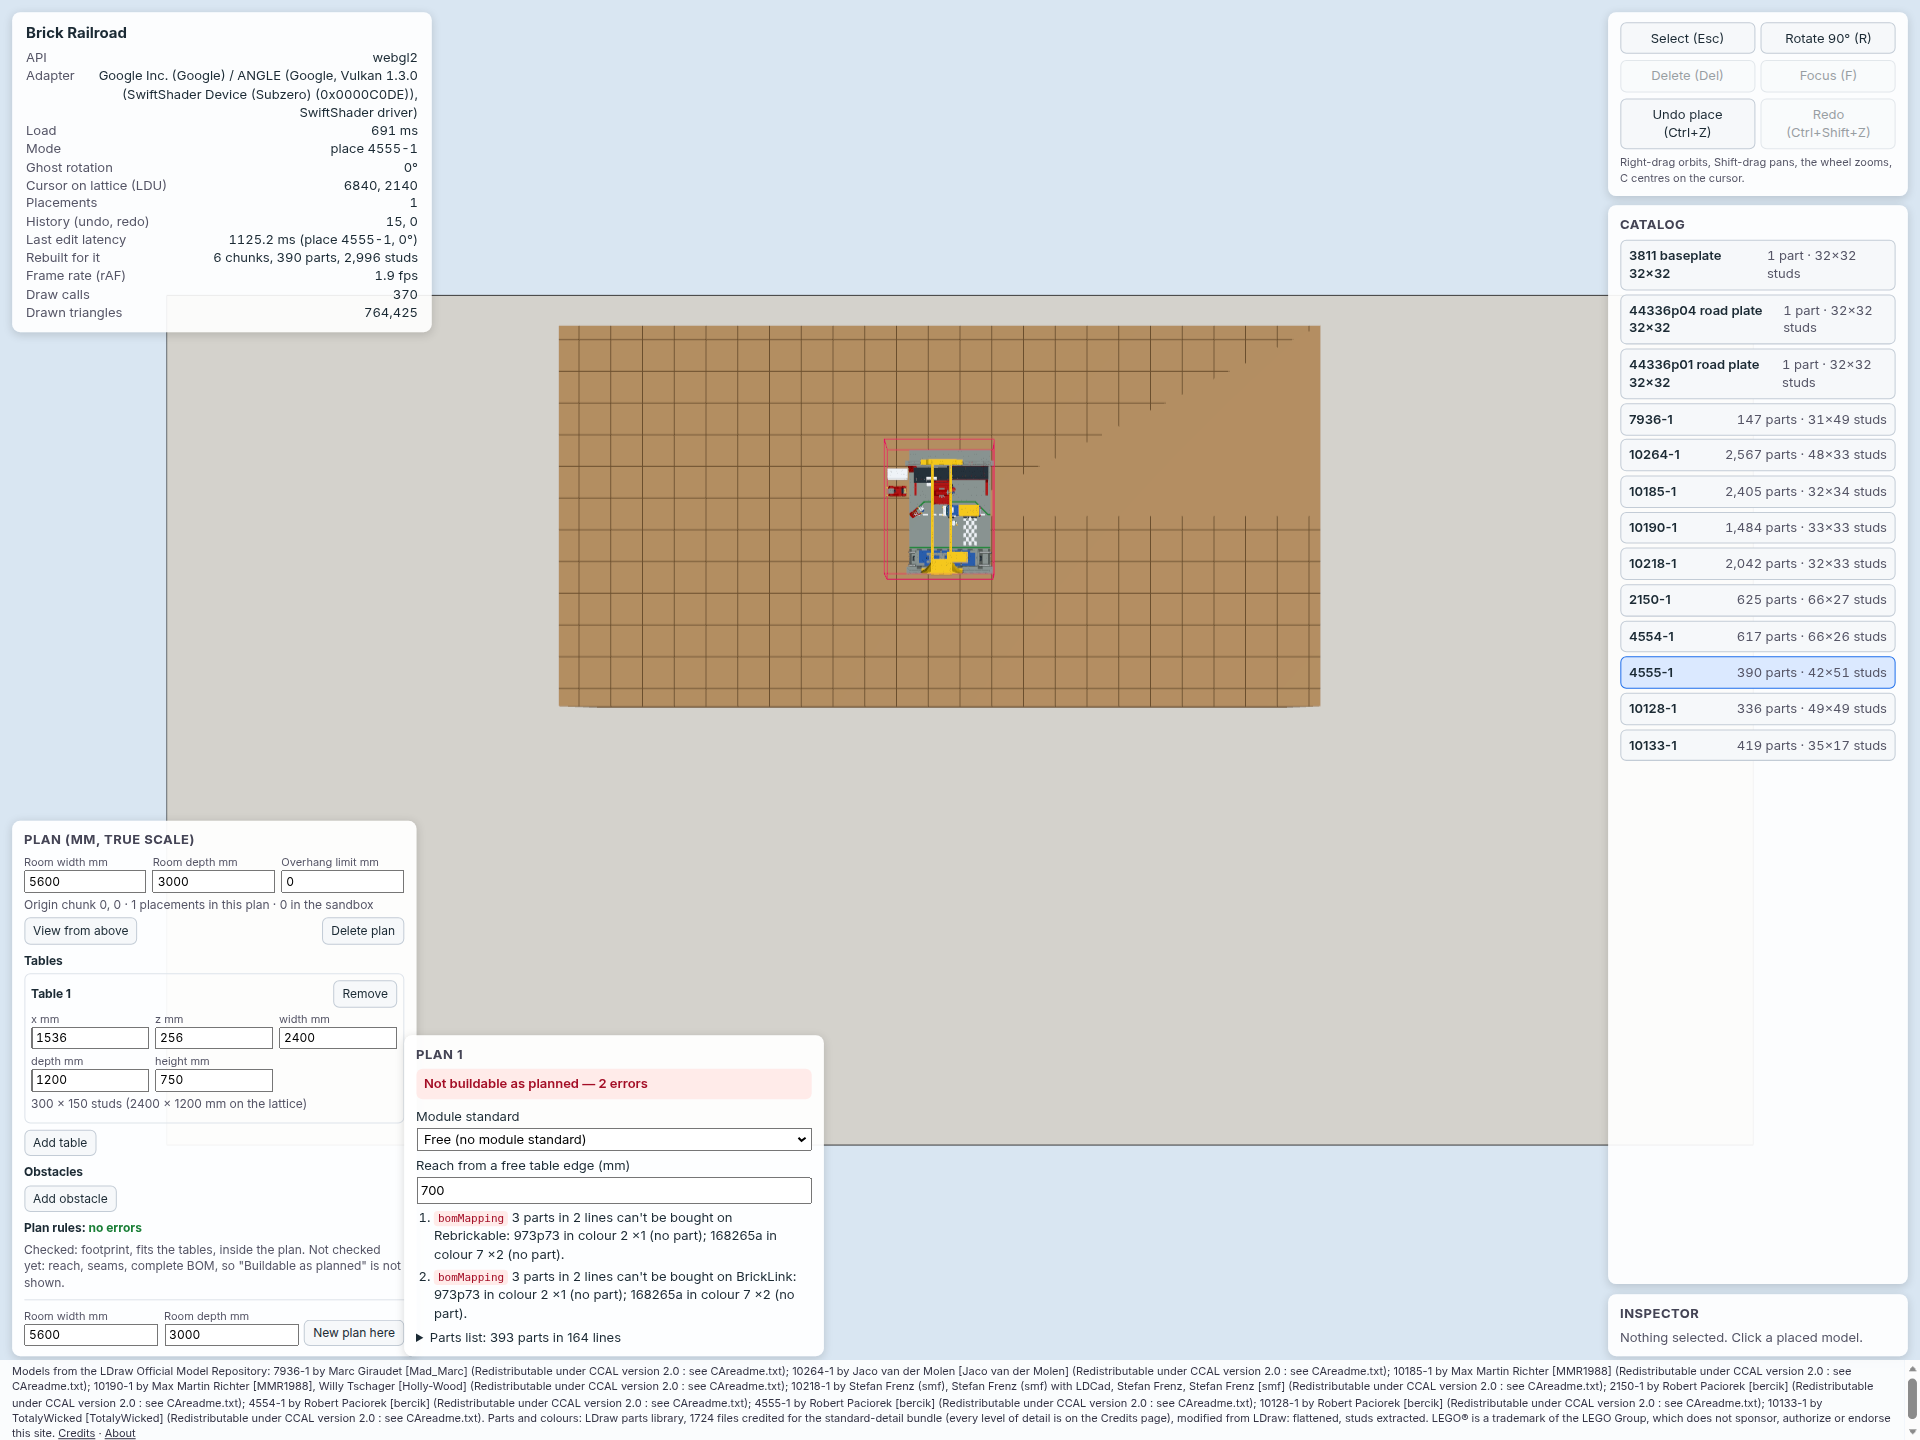 Brick Railroad
API webgl2
Adapter Google Inc. (Google) / ANGLE (Google, Vulkan 1.3.0
(SwiftShader Device (Subzero) (0x0000C0DE)),
SwiftShader driver)
Load 691 ms
Mode place 4555-1
Ghost rotation 0°
Cursor on lattice (LDU) 6840, 2140
Placements 1
History (undo, redo) 15, 0
Last edit latency 1125.2 ms (place 4555-1, 0°)
Rebuilt for it 6 chunks, 390 parts, 2,996 studs
Frame rate (rAF) 1.9 fps
Draw calls 370
Drawn triangles 764,425
Select (Esc) Rotate 90° (R)
Delete (Del) Focus (F)
Undo place
(Ctrl+Z)
Redo
(Ctrl+Shift+Z)
Right-drag orbits, Shift-drag pans, the wheel zooms,
C centres on the cursor.
CATALOG
3811 baseplate
32×32
1 part · 32×32
studs
44336p04 road plate
32×32
1 part · 32×32
studs
44336p01 road plate
32×32
1 part · 32×32
studs
7936-1 147 parts · 31×49 studs
10264-1 2,567 parts · 48×33 studs
10185-1 2,405 parts · 32×34 studs
10190-1 1,484 parts · 33×33 studs
10218-1 2,042 parts · 32×33 studs
2150-1 625 parts · 66×27 studs
4554-1 617 parts · 66×26 studs
4555-1 390 parts · 42×51 studs
10128-1 336 parts · 49×49 studs
10133-1 419 parts · 35×17 studs
PLAN (MM, TRUE SCALE)
Room width mm Room depth mm Overhang limit mm
5600 3000 0
Origin chunk 0, 0 · 1 placements in this plan · 0 in the sandbox
View from above Delete plan
Tables
Table 1 Remove
x mm z mm width mm
1536 256 2400
depth mm height mm
1200 750
300 × 150 studs (2400 × 1200 mm on the lattice)
Add table
Obstacles
Add obstacle
Plan rules: no errors
Checked: footprint, fits the tables, inside the plan. Not checked
yet: reach, seams, complete BOM, so "Buildable as planned" is not
shown.
Room width mm Room depth mm
5600 3000 New plan here
PLAN 1
Not buildable as planned — 2 errors
Module standard
Free (no module standard)
Reach from a free table edge (mm)
700
1. bomMapping 3 parts in 2 lines can't be bought on
Rebrickable: 973p73 in colour 2 ×1 (no part); 168265a in
colour 7 ×2 (no part).
2. bomMapping 3 parts in 2 lines can't be bought on BrickLink:
973p73 in colour 2 ×1 (no part); 168265a in colour 7 ×2 (no
part).
Parts list: 393 parts in 164 lines
INSPECTOR
Nothing selected. Click a placed model.
Models from the LDraw Official Model Repository: 7936-1 by Marc Giraudet [Mad_Marc] (Redistributable under CCAL version 2.0 : see CAreadme.txt); 10264-1 by Jaco van der Molen [Jaco van der Molen] (Redistributable under CCAL version 2.0 : see CAreadme.txt); 10185-1 by Max Martin Richter [MMR1988] (Redistributable under CCAL version 2.0 : see
CAreadme.txt); 10190-1 by Max Martin Richter [MMR1988], Willy Tschager [Holly-Wood] (Redistributable under CCAL version 2.0 : see CAreadme.txt); 10218-1 by Stefan Frenz (smf), Stefan Frenz (smf) with LDCad, Stefan Frenz, Stefan Frenz [smf] (Redistributable under CCAL version 2.0 : see CAreadme.txt); 2150-1 by Robert Paciorek [bercik] (Redistributable
under CCAL version 2.0 : see CAreadme.txt); 4554-1 by Robert Paciorek [bercik] (Redistributable under CCAL version 2.0 : see CAreadme.txt); 4555-1 by Robert Paciorek [bercik] (Redistributable under CCAL version 2.0 : see CAreadme.txt); 10128-1 by Robert Paciorek [bercik] (Redistributable under CCAL version 2.0 : see CAreadme.txt); 10133-1 by
TotalyWicked [TotalyWicked] (Redistributable under CCAL version 2.0 : see CAreadme.txt). Parts and colours: LDraw parts library, 1724 files credited for the standard-detail bundle (every level of detail is on the Credits page), modified from LDraw: flattened, studs extracted. LEGO® is a trademark of the LEGO Group, which does not sponsor, authorize or endorse
this site. Credits · About